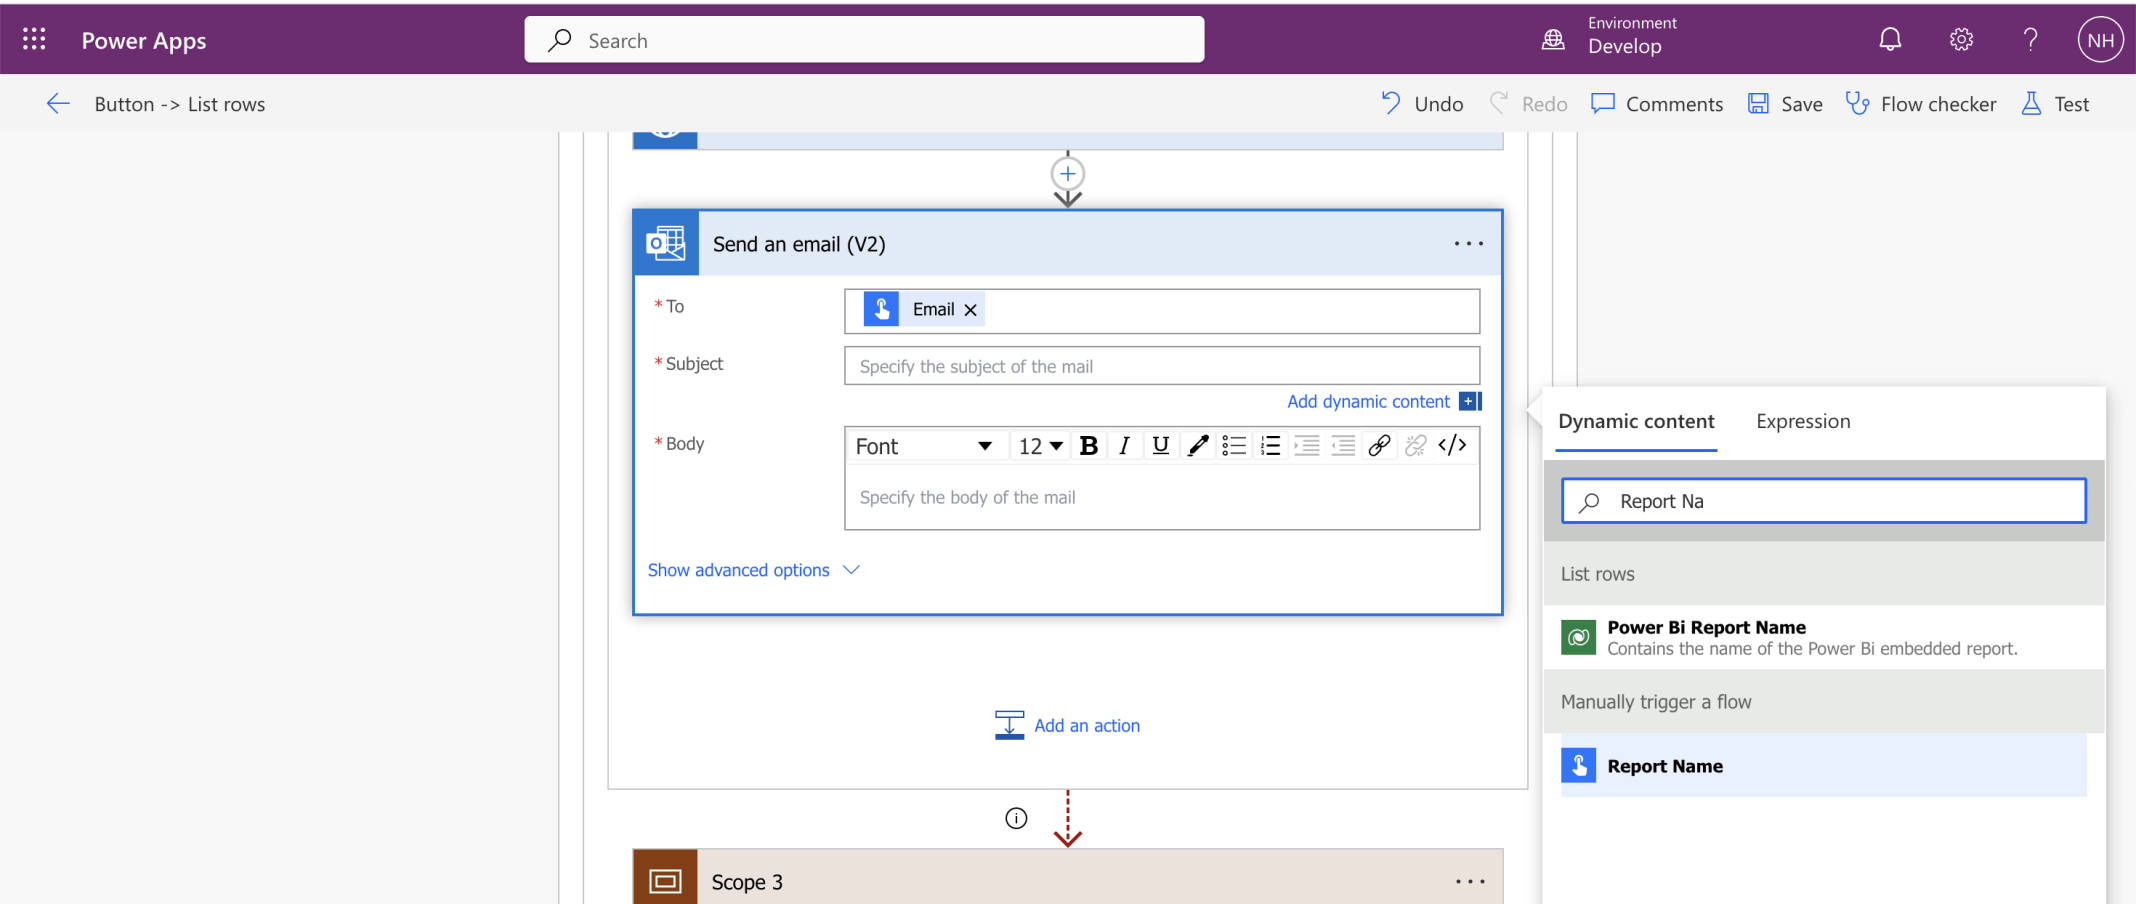 Power Apps
Search
Environment
Develop
NH
Button -> List rows
Undo
Redo
Comments
Save
Flow checker
Test
Send an email (V2)
* To
Email
* Subject
Specify the subject of the mail
Add dynamic content
* Body
Font
12
Specify the body of the mail
Show advanced options
Add an action
Scope 3
Dynamic content
Expression
Report Na
List rows
Power Bi Report Name
Contains the name of the Power Bi embedded report.
Manually trigger a flow
Report Name